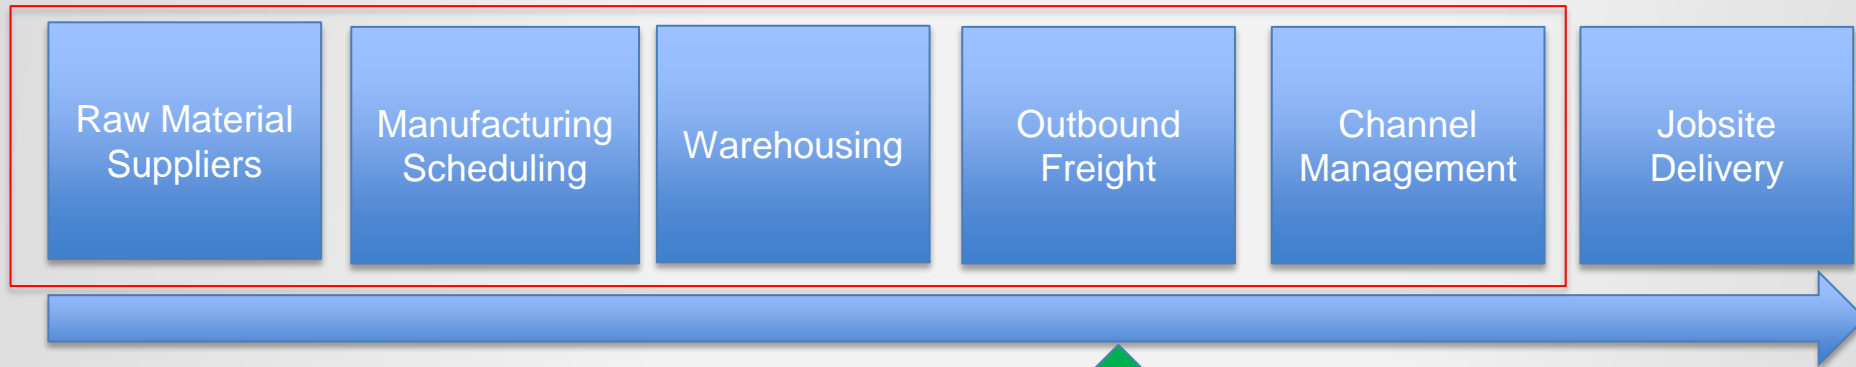 Raw Material
Suppliers
Manufacturing
Scheduling
Warehousing
Outbound
Freight
Channel
Management
Jobsite
Delivery